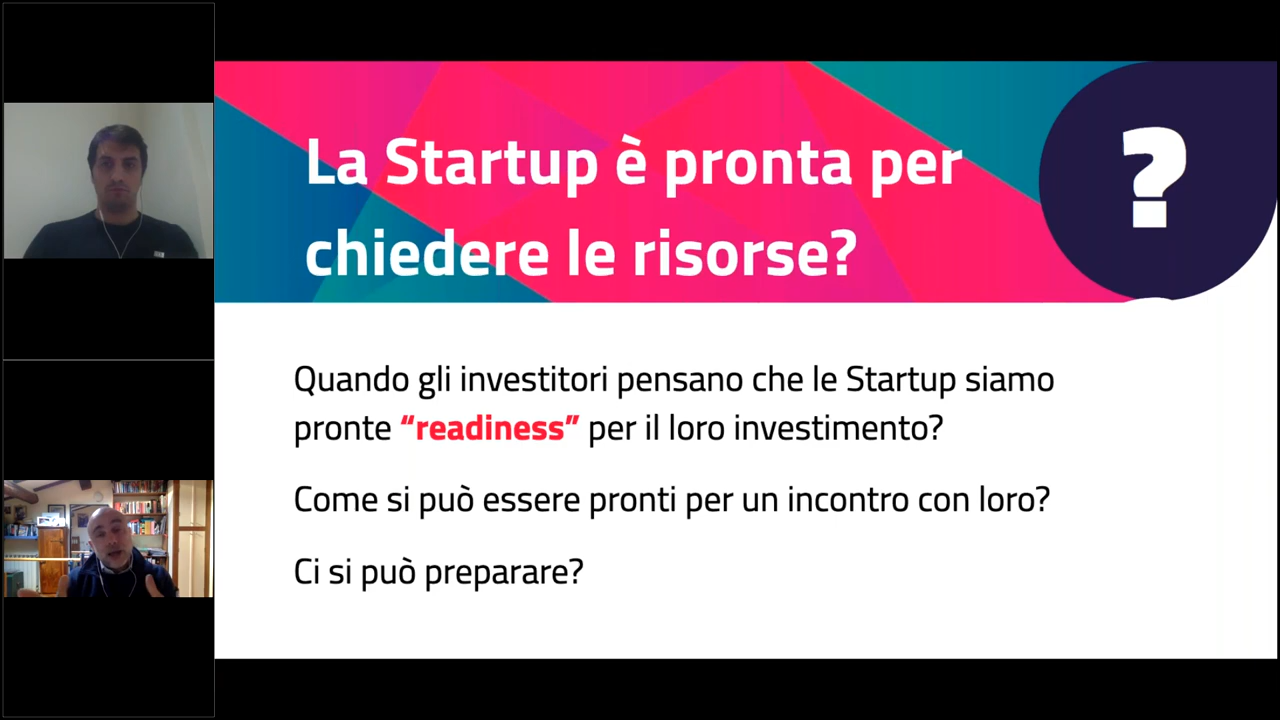 La Startup è pronta per
chiedere le risorse?
?
Quando gli investitori pensano che le Startup siamo
pronte “readiness” per il loro investimento?
Come si può essere pronti per un incontro con loro?
Ci si può preparare?